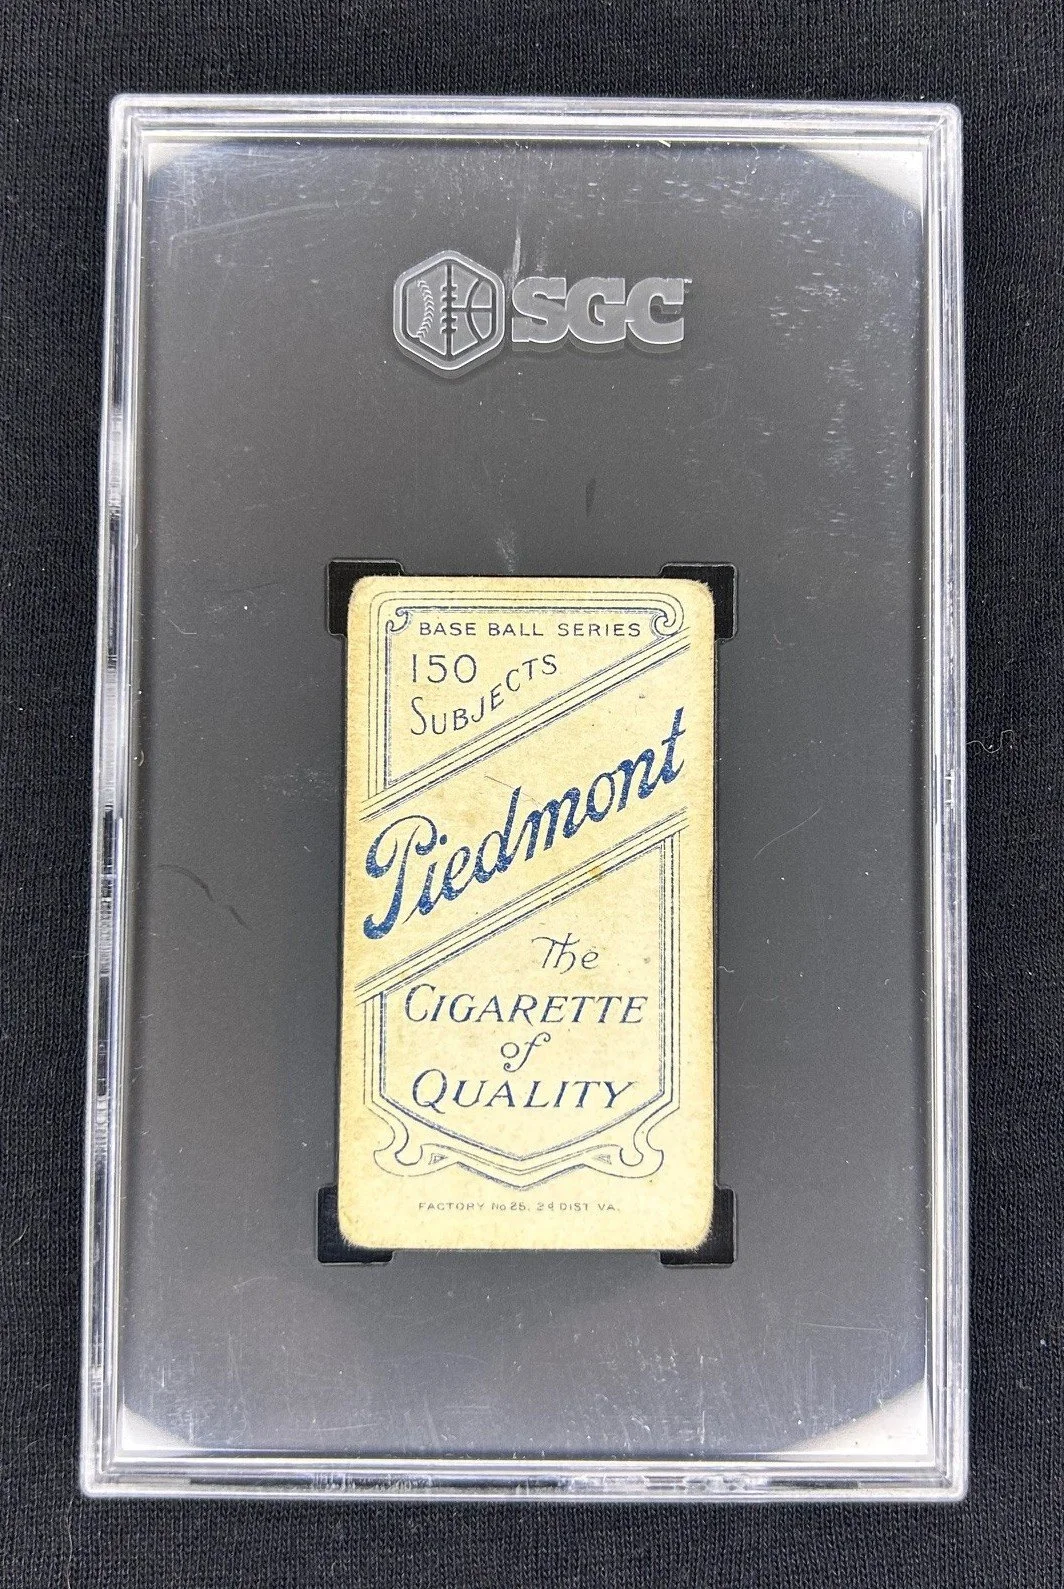 SGC
BASE BALL SERIES
150
SUBJECTS
Piedmont
The
CIGARETTE
of
QUALITY
FACTORY No 25, 2d DIST VA.